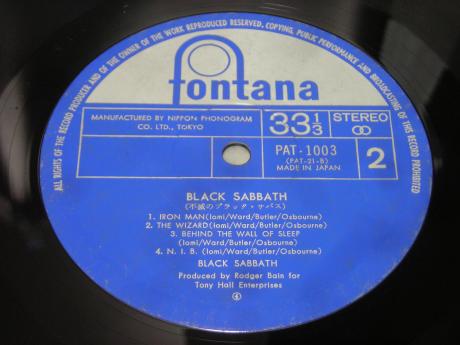 ALL RIGHTS OF THE RECORD PRODUCER AND OF THE OWNER OF THE WORK REPRODUCED RESERVED. COPYING, PUBLIC PERFORMANCE AND BROADCASTING OF THIS RECORD PROHIBITED
fontana
MANUFACTURED BY NIPPON PHONOGRAM CO. LTD., TOKYO
33 1/3
STEREO
PAT-1003
(PAT-21-B)
MADE IN JAPAN
2
BLACK SABBATH
(不滅のブラック・サバス)
1. IRON MAN(Iomi/Ward/Butler/Osbourne)
2. THE WIZARD(Iomi/Ward/Butler/Osbourne)
3. BEHIND THE WALL OF SLEEP
(Iomi/Ward/Butler/Osbourne)
4. N. I. B. (Iomi/Ward/Butler/Osbourne)
BLACK SABBATH
Produced by Rodger Bain for
Tony Hall Enterprises
④